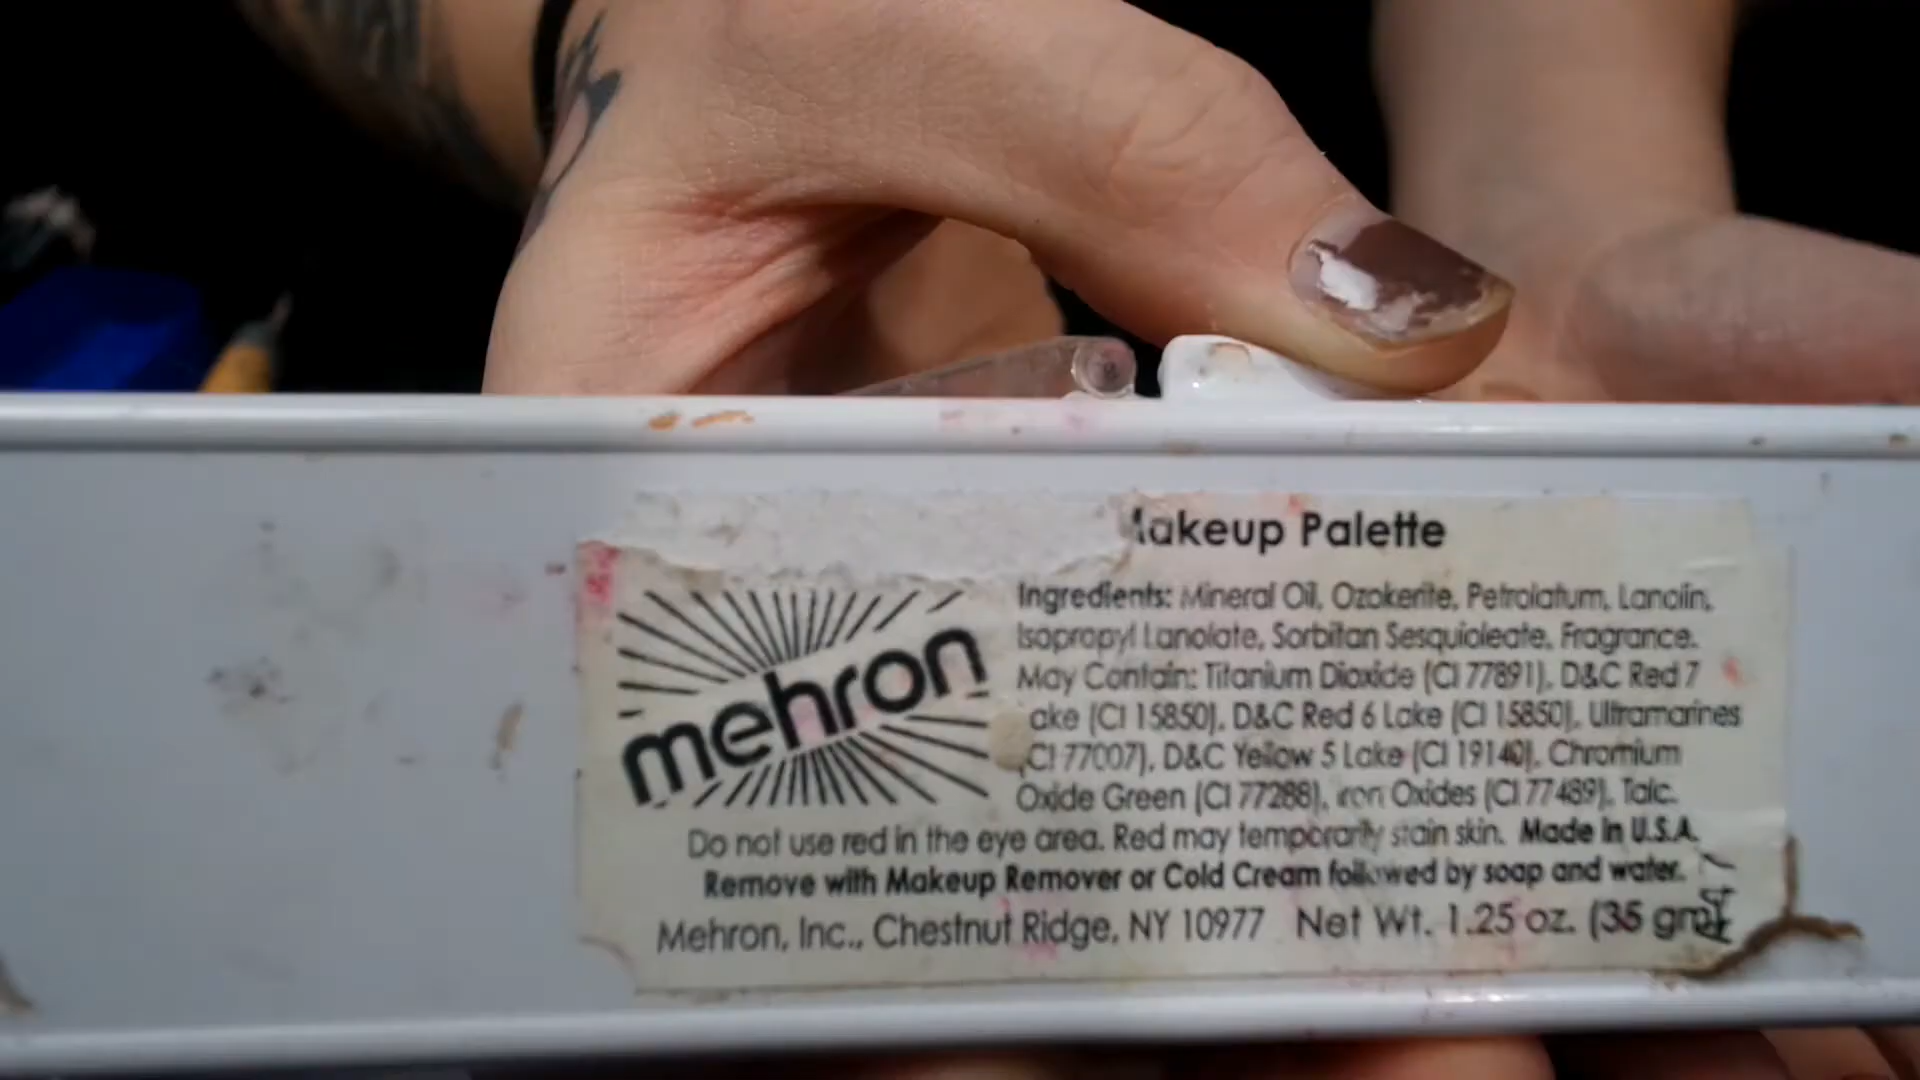 Makeup Palette
mehron
Ingredients: Mineral Oil, Ozokerite, Petrolatum, Lanolin,
Isopropyl Lanolate, Sorbitan Sesquioleate, Fragrance.
May Contain: Titanium Dioxide (CI 77891), D&C Red 7
ake (CI 15850), D&C Red 6 Lake (CI 15850), Ultramarines
(CI 77007), D&C Yellow 5 Lake (CI 19140), Chromium
Oxide Green (CI 77288), Iron Oxides (CI 77489), Talc.
Do not use red in the eye area. Red may temporarily stain skin. Made in U.S.A.
Remove with Makeup Remover or Cold Cream followed by soap and water.
Mehron, Inc., Chestnut Ridge, NY 10977 Net Wt. 1.25 oz. (35 gm)